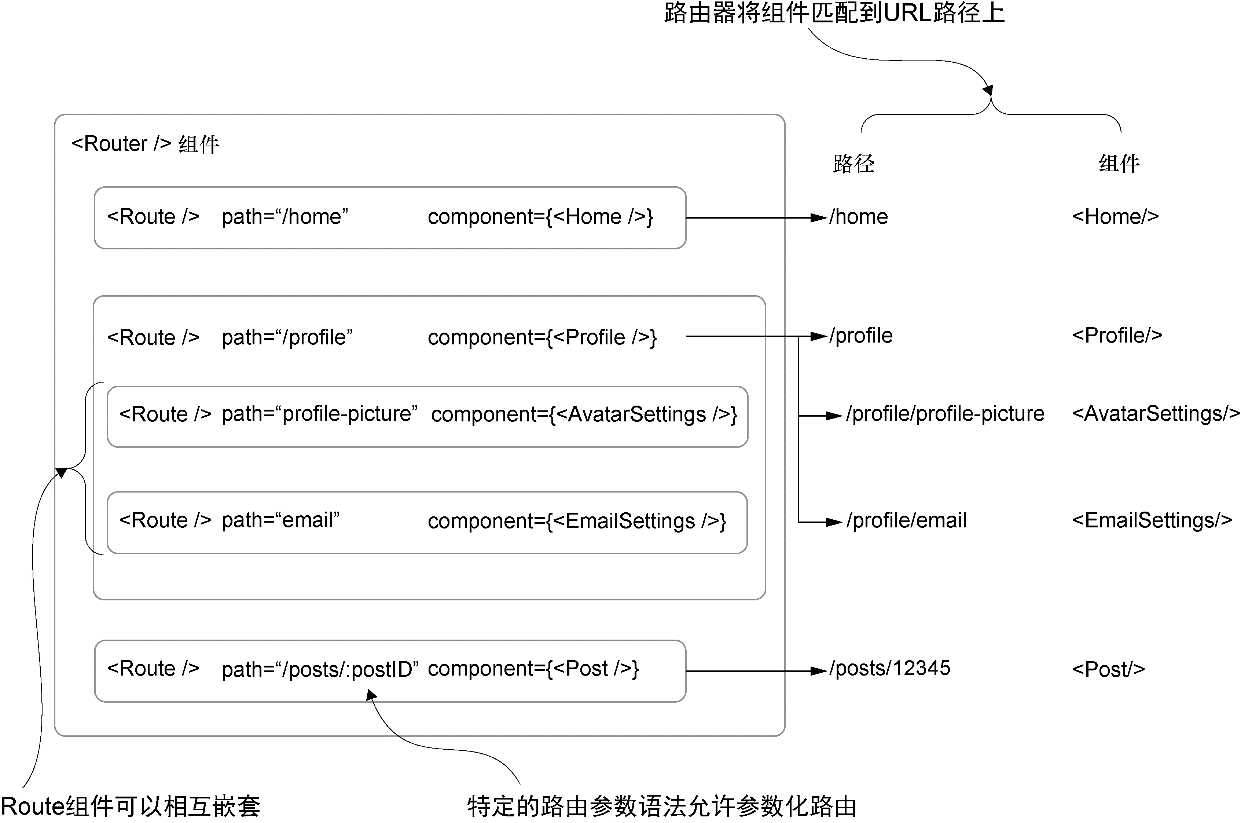 路由器将组件匹配到URL路径上
<Router /> 组件
路径 组件
<Route /> path=“/home” component={<Home />} /home <Home/>
<Route /> path=“/profile” component={<Profile />} /profile <Profile/>
<Route /> path=“profile-picture” component={<AvatarSettings />} /profile/profile-picture <AvatarSettings/>
<Route /> path=“email” component={<EmailSettings />} /profile/email <EmailSettings/>
<Route /> path=“/posts/:postID” component={<Post />} /posts/12345 <Post/>
Route组件可以相互嵌套 特定的路由参数语法允许参数化路由